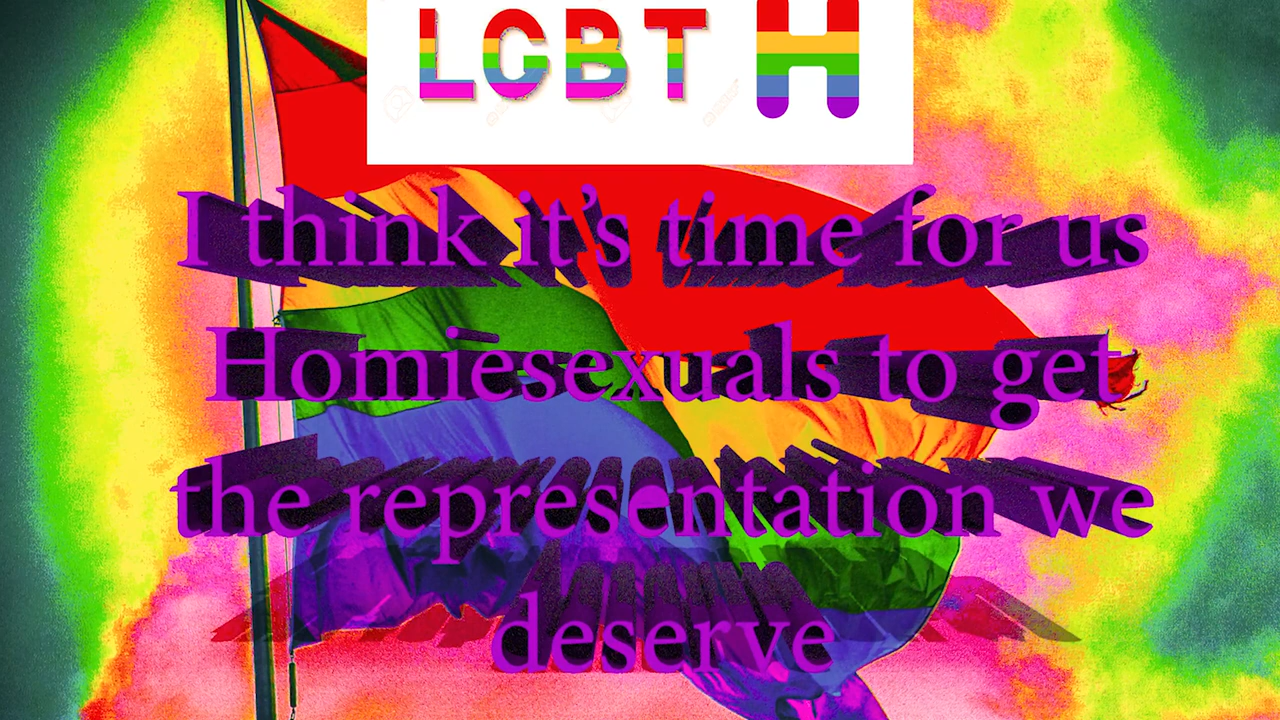 LGBT H
I think it's time for us
Homiesexuals to get
the representation we
deserve